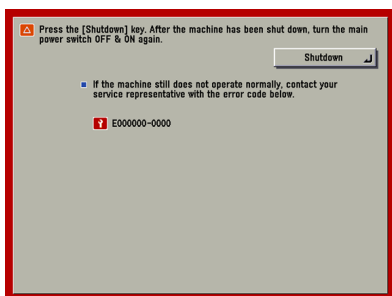 Press the [Shutdown] key. After the machine has been shut down, turn the main
power switch OFF & ON again.
Shutdown
If the machine still does not operate normally, contact your
service representative with the error code below.
E000000-0000